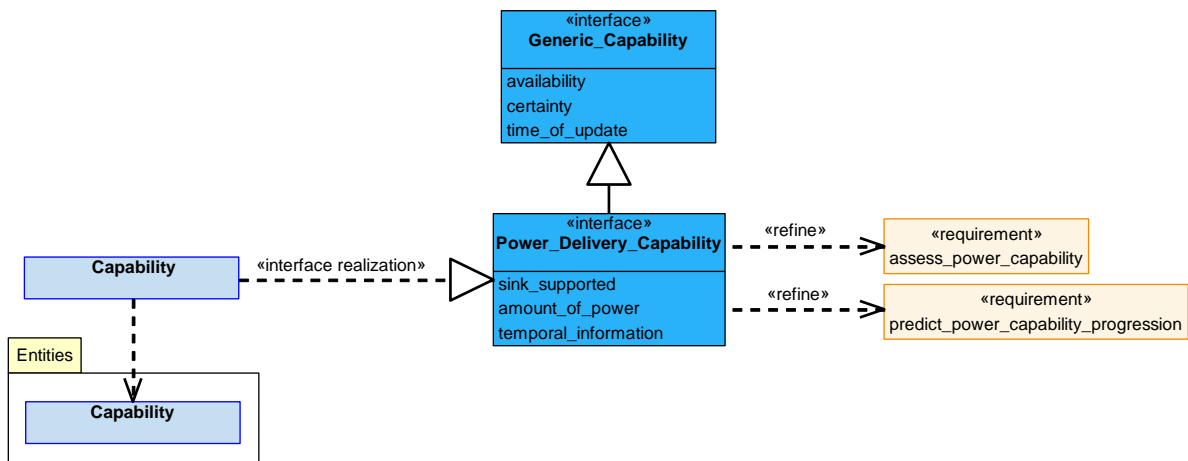 «interface»
Generic_Capability
availability
certainty
time_of_update
«interface»
Power_Delivery_Capability
sink_supported
amount_of_power
temporal_information
«refine»
«requirement»
assess_power_capability
«refine»
«requirement»
predict_power_capability_progression
Capability
«interface realization»
Entities
Capability